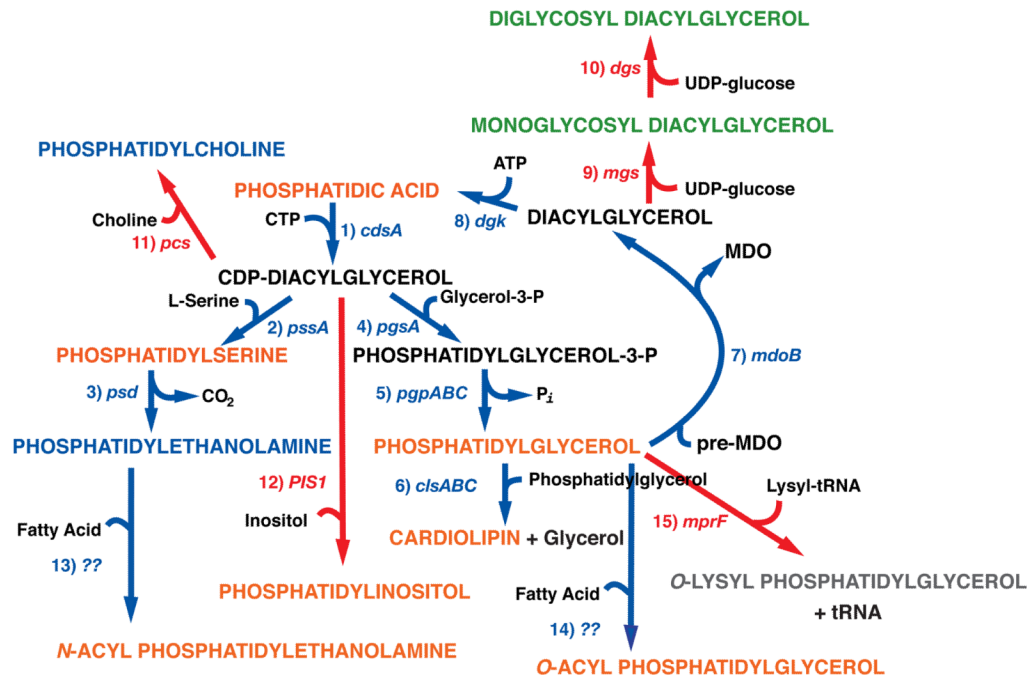 DIGLYCOSYL DIACYLGLYCEROL
10) dgs
UDP-glucose
MONOGLYCOSYL DIACYLGLYCEROL
PHOSPHATIDYLCHOLINE
ATP
9) mgs
UDP-glucose
PHOSPHATIDIC ACID
Choline
CTP
1) cdsA
8) dgk
DIACYLGLYCEROL
11) pcs
MDO
CDP-DIACYLGLYCEROL
L-Serine
Glycerol-3-P
2) pssA
4) pgsA
PHOSPHATIDYLSERINE
PHOSPHATIDYLGLYCEROL-3-P
7) mdoB
3) psd
CO2
5) pgpABC
Pi
PHOSPHATIDYLETHANOLAMINE
PHOSPHATIDYLGLYCEROL
pre-MDO
12) PIS1
6) clsABC
Phosphatidylglycerol
Lysyl-tRNA
Fatty Acid
Inositol
15) mprF
CARDIOLIPIN + Glycerol
13) ??
PHOSPHATIDYLINOSITOL
Fatty Acid
O-LYSYL PHOSPHATIDYLGLYCEROL
+ tRNA
14) ??
N-ACYL PHOSPHATIDYLETHANOLAMINE
O-ACYL PHOSPHATIDYLGLYCEROL